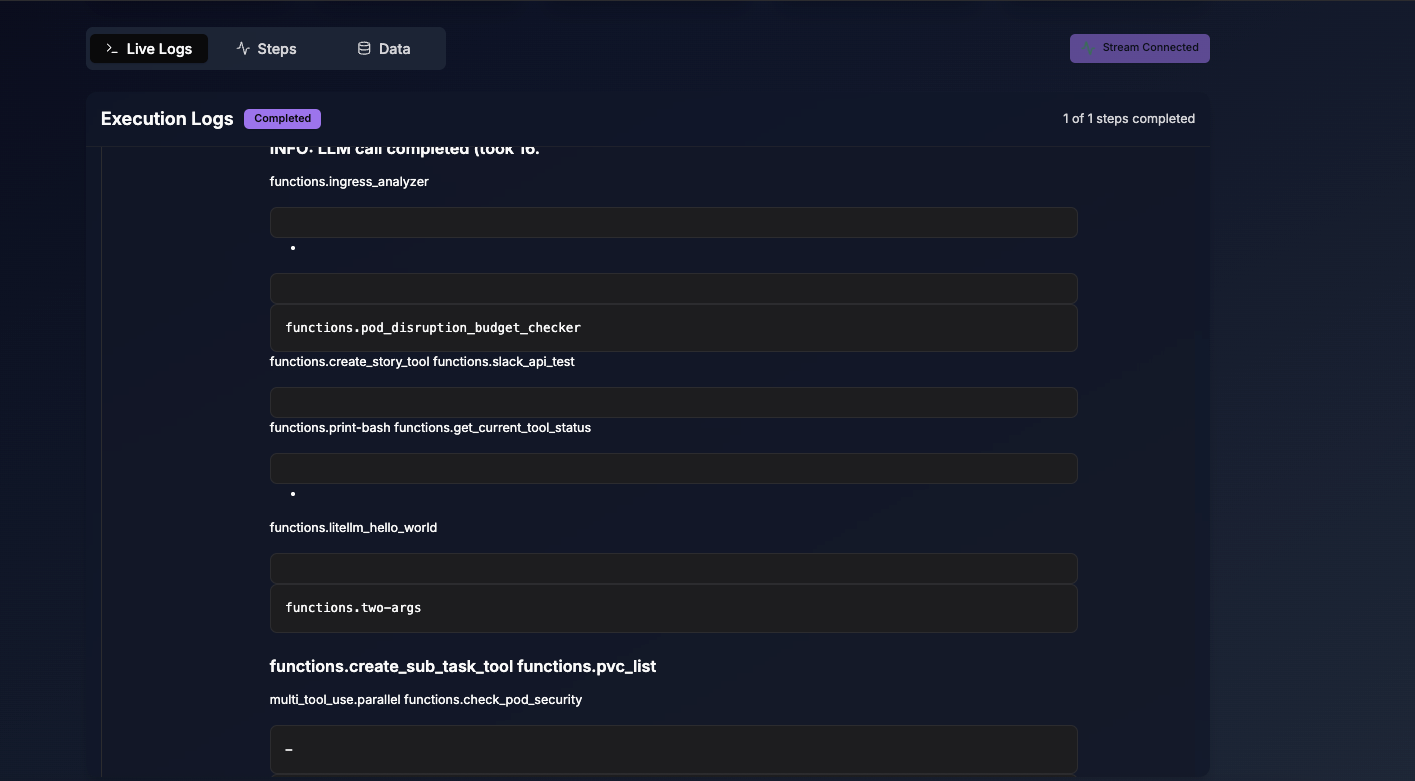 Live Logs Steps Data
Stream Connected
Execution Logs Completed
1 of 1 steps completed
INFO: LLM call completed (took 16.
functions.ingress_analyzer
functions.pod_disruption_budget_checker
functions.create_story_tool functions.slack_api_test
functions.print-bash functions.get_current_tool_status
functions.litellm_hello_world
functions.two-args
functions.create_sub_task_tool functions.pvc_list
multi_tool_use.parallel functions.check_pod_security
—